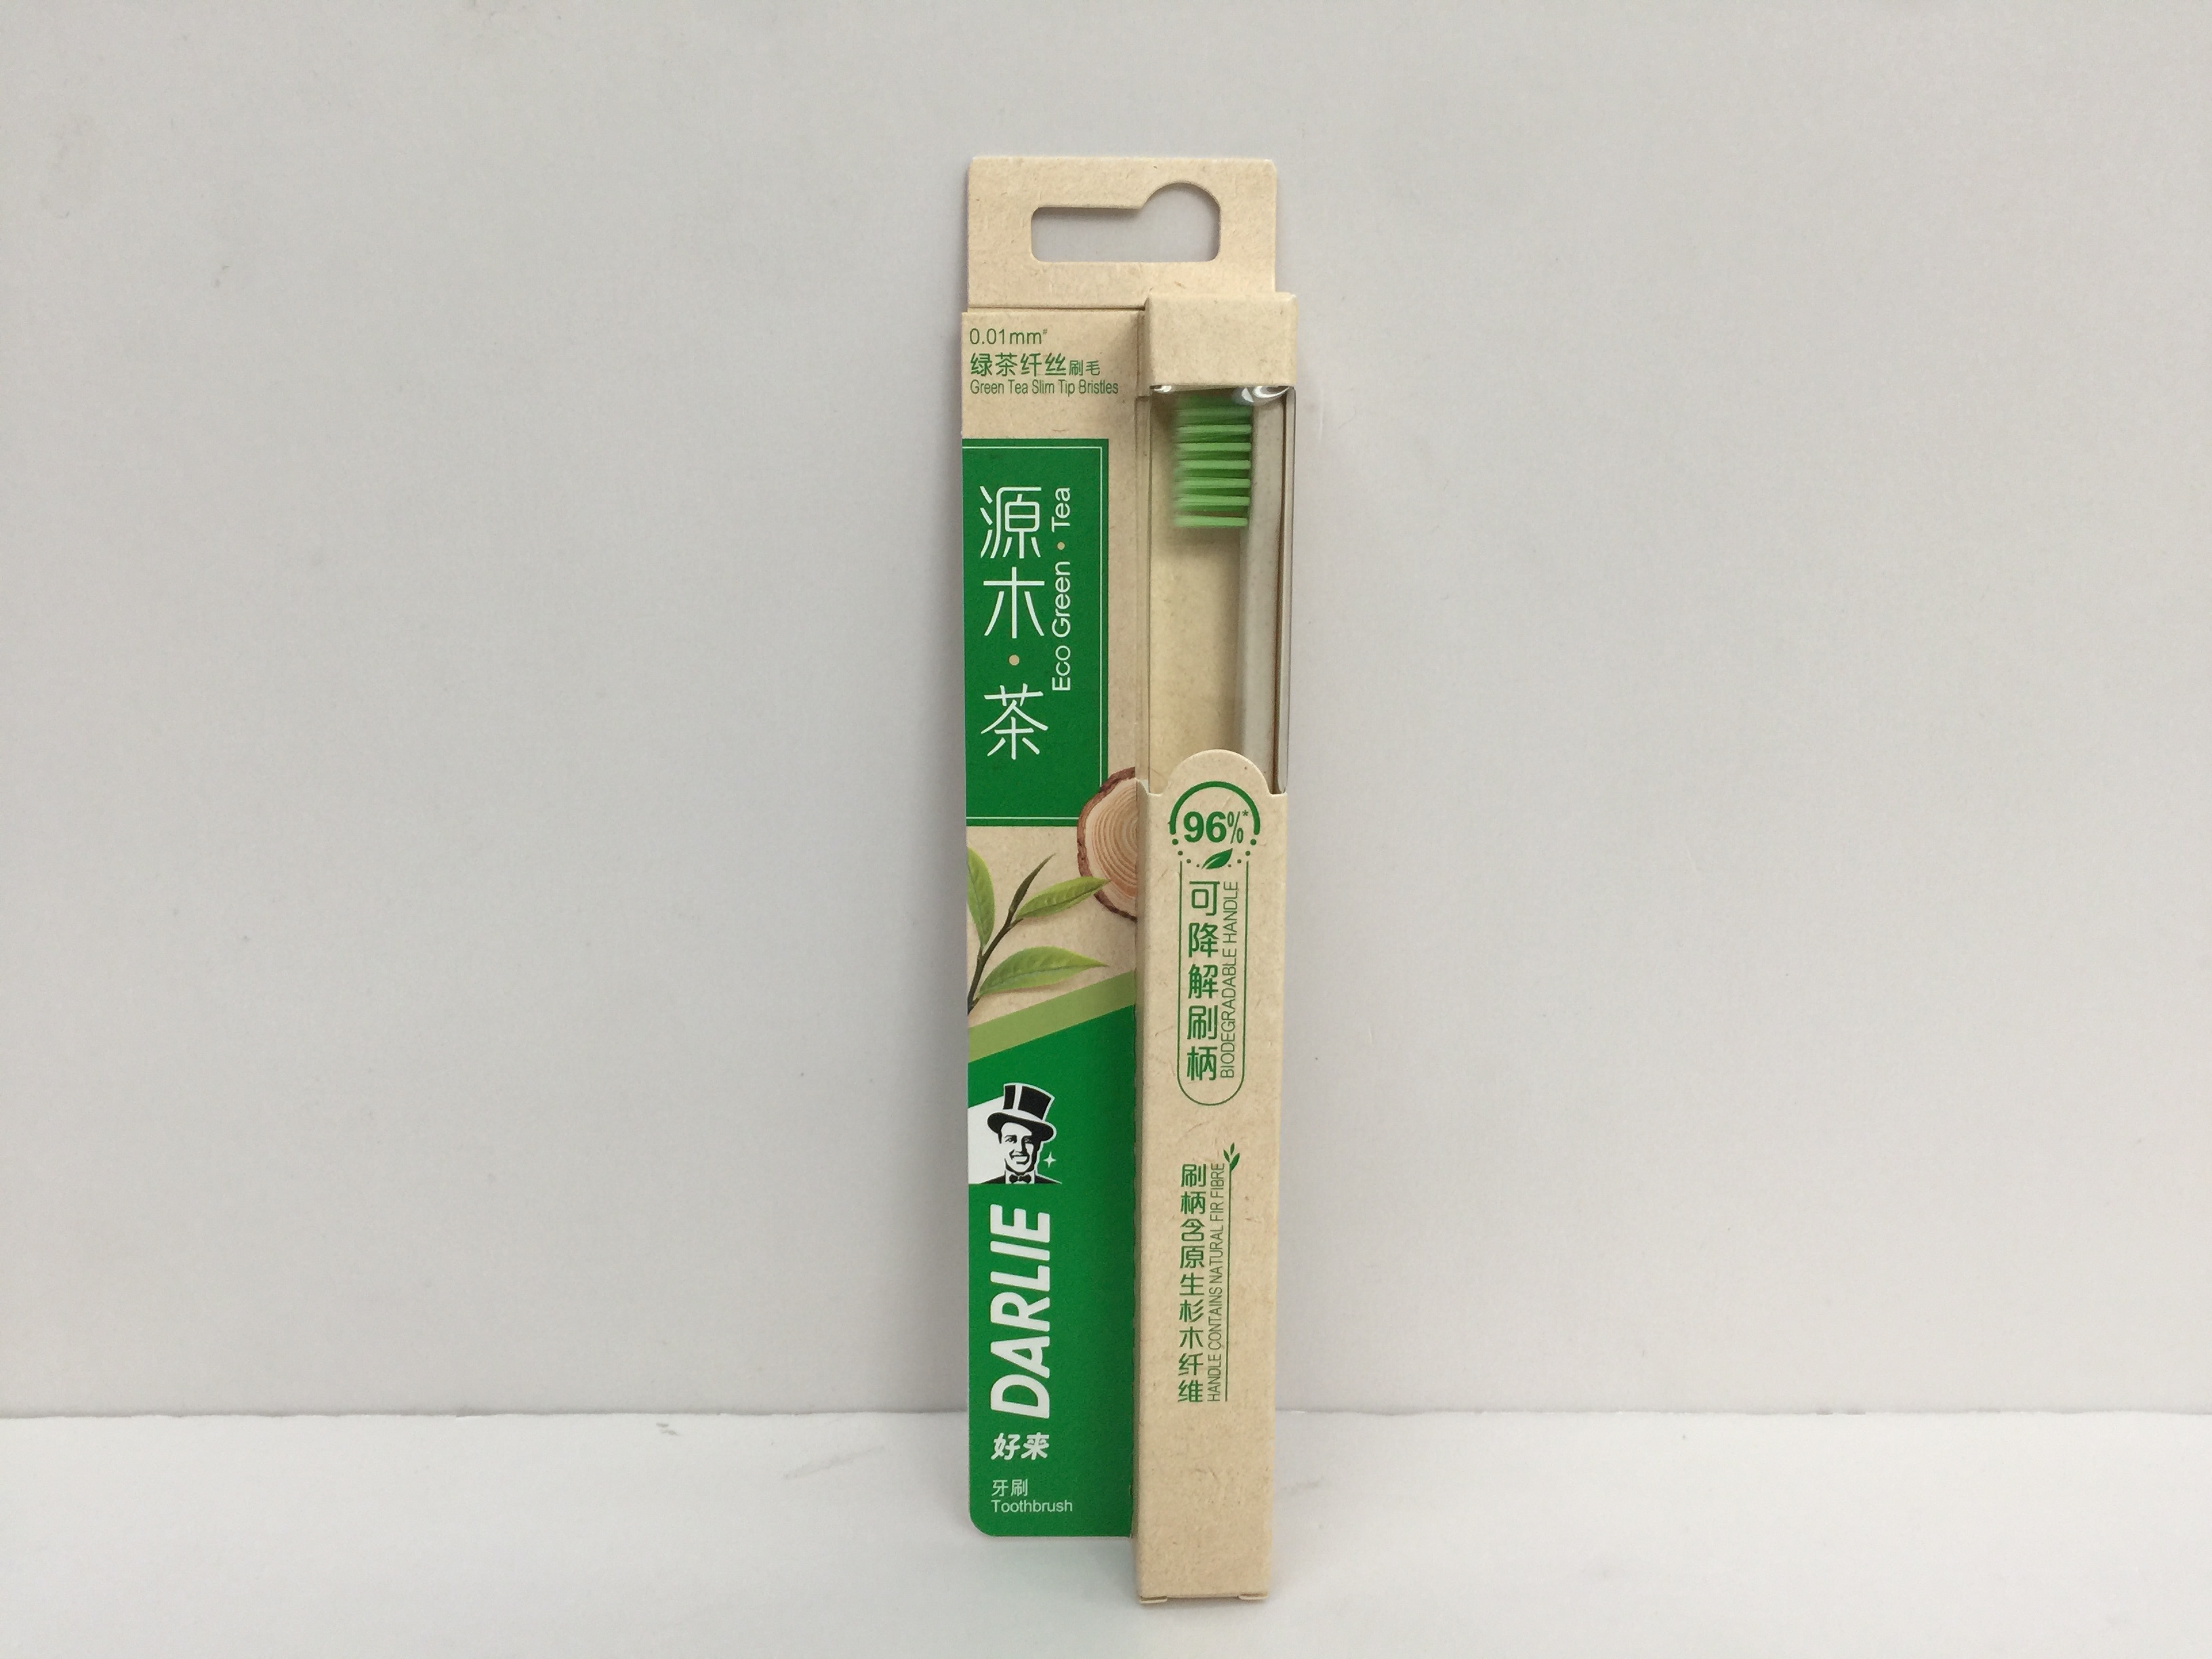 0.01mm#
绿茶纤丝刷毛
Green Tea Slim Tip Bristles
源木·茶
Eco Green · Tea
DARLIE
好来
牙刷
Toothbrush
96%*
可降解刷柄
BIODEGRADABLE HANDLE
刷柄含原生杉木纤维
HANDLE CONTAINS NATURAL FIR FIBRE